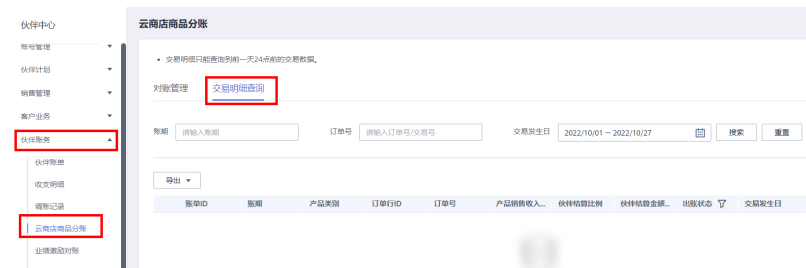 伙伴中心
账号管理
伙伴计划
销售管理
客户业务
伙伴账务
伙伴账单
收支明细
调账记录
云商店商品分账
业绩激励对账
云商店商品分账
• 交易明细只能查询到前一天24点前的交易数据。
对账管理 交易明细查询
账期 请输入账期 订单号 请输入订单号/交易号 交易发生日 2022/10/01 — 2022/10/27 搜索 重置
导出
账单ID 账期 产品类别 订单行ID 订单号 产品销售收入... 伙伴结算比例 伙伴结算金额... 出账状态 交易发生日